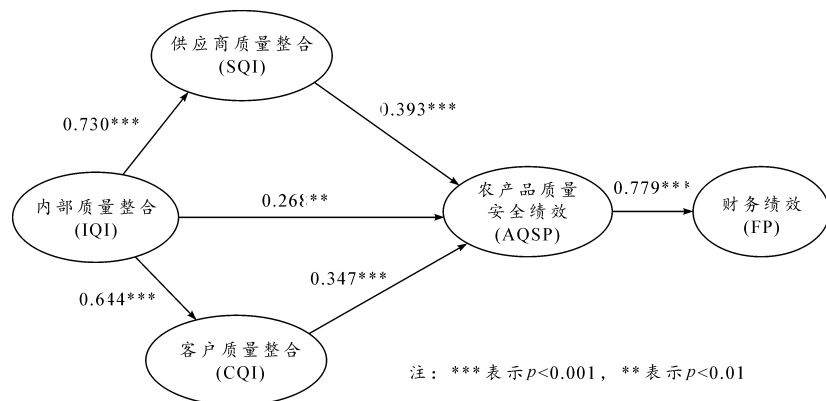 供应商质量整合
(SQI)
0.730***
0.393***
内部质量整合
(IQI)
0.268**
农产品质量
安全绩效
(AQSP)
0.779***
财务绩效
(FP)
0.644***
0.347***
客户质量整合
(CQI)
注：***表示p<0.001，**表示p<0.01